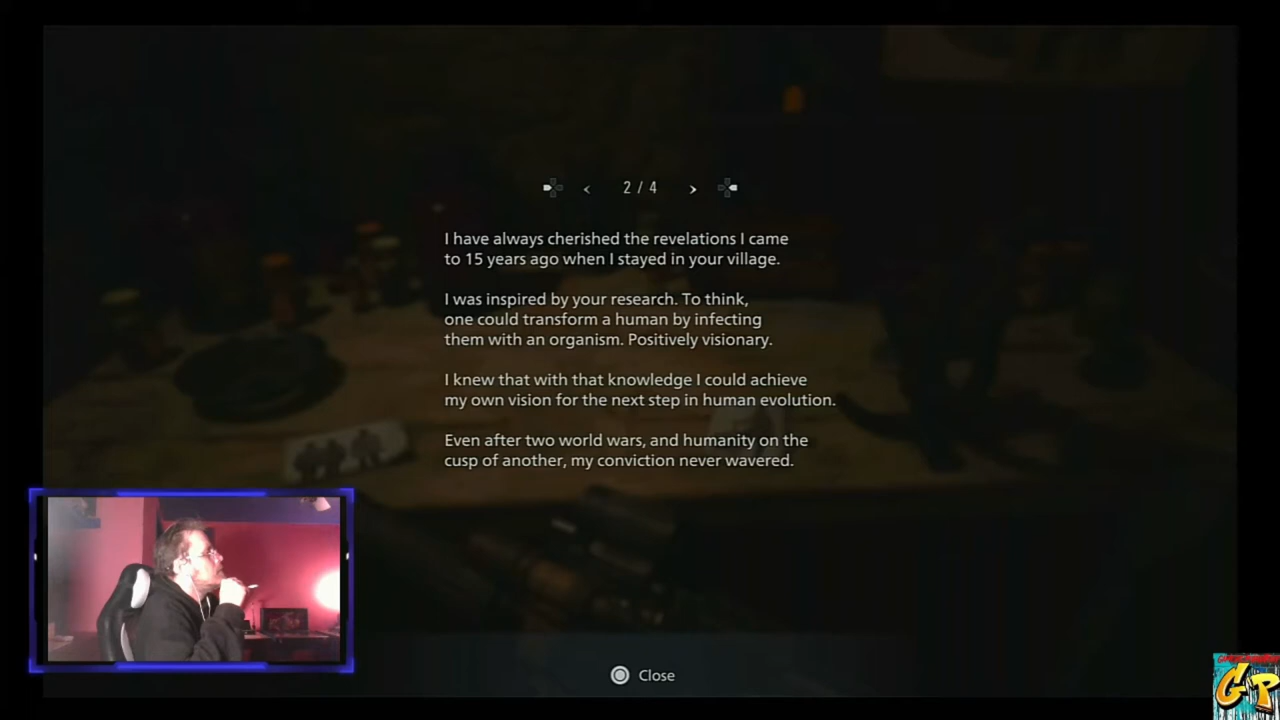 2 / 4
I have always cherished the revelations I came
to 15 years ago when I stayed in your village.
I was inspired by your research. To think,
one could transform a human by infecting
them with an organism. Positively visionary.
I knew that with that knowledge I could achieve
my own vision for the next step in human evolution.
Even after two world wars, and humanity on the
cusp of another, my conviction never wavered.
Close
GP